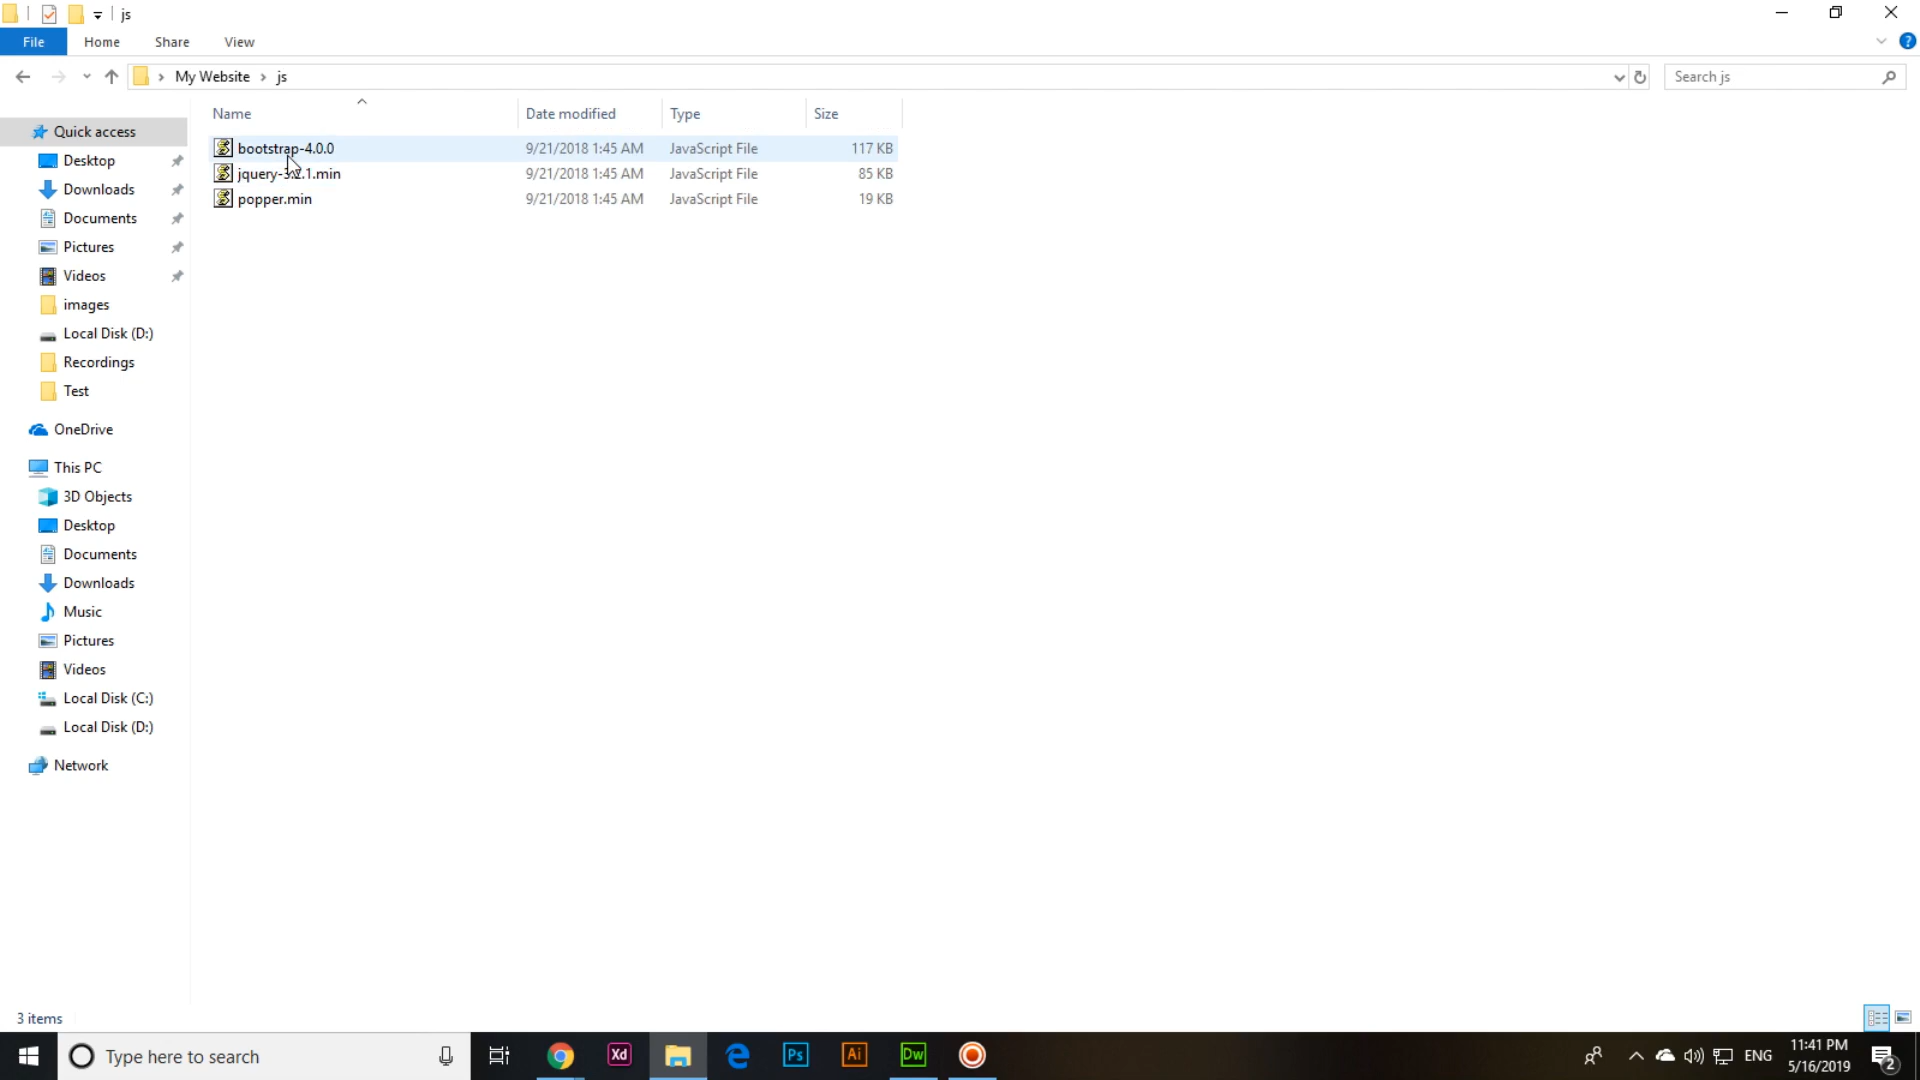 js
File Home Share View
My Website js
Search js
Name Date modified Type Size
Quick access
Desktop
Downloads
Documents
Pictures
Videos
images
Local Disk (D:)
Recordings
Test
OneDrive
This PC
3D Objects
Desktop
Documents
Downloads
Music
Pictures
Videos
Local Disk (C:)
Local Disk (D:)
Network
bootstrap-4.0.0 9/21/2018 1:45 AM JavaScript File 117 KB
jquery-3.2.1.min 9/21/2018 1:45 AM JavaScript File 85 KB
popper.min 9/21/2018 1:45 AM JavaScript File 19 KB
3 items
Type here to search
Xd
Ps
Ai
Dw
ENG
11:41 PM
5/16/2019
2